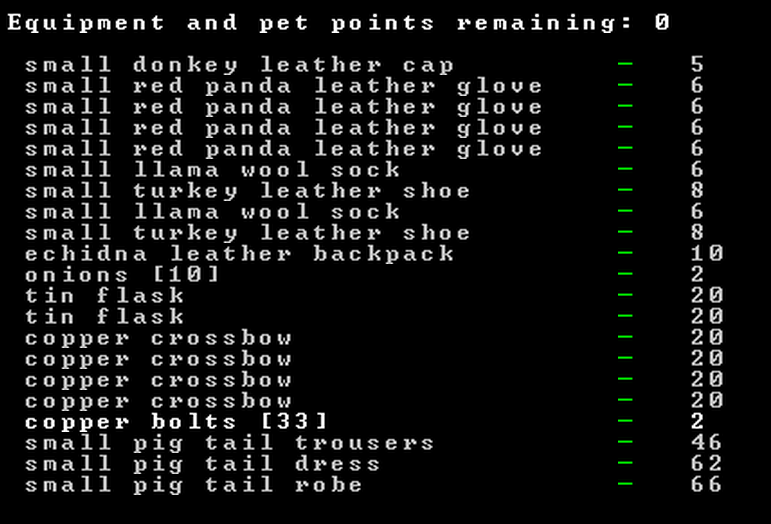 Equipment and pet points remaining: 0
small donkey leather cap - 5
small red panda leather glove - 6
small red panda leather glove - 6
small red panda leather glove - 6
small red panda leather glove - 6
small llama wool sock - 6
small turkey leather shoe - 8
small llama wool sock - 6
small turkey leather shoe - 8
echidna leather backpack - 10
onions [10] - 2
tin flask - 20
tin flask - 20
copper crossbow - 20
copper crossbow - 20
copper crossbow - 20
copper crossbow - 20
copper bolts [33] - 2
small pig tail trousers - 46
small pig tail dress - 62
small pig tail robe - 66